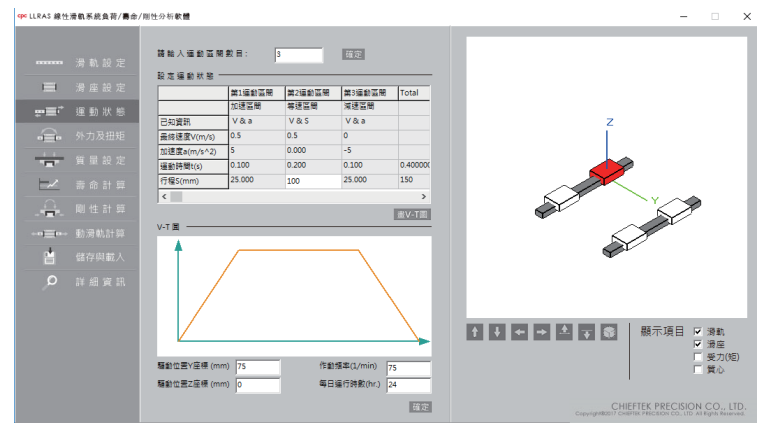 cpc LLRAS 線性滑軌系統負荷/壽命/剛性分析軟體
滑軌設定
滑座設定
運動狀態
外力及扭矩
質量設定
壽命計算
剛性計算
動滑軌計算
儲存與載入
詳細資訊
請輸入運動區間數目: 3 確定
設定運動狀態
第1運動區間 第2運動區間 第3運動區間 Total
加速區間 等速區間 減速區間
已知資訊 V & a V & S V & a
最終速度V(m/s) 0.5 0.5 0
加速度a(m/s^2) 5 0.000 -5
運動時間t(s) 0.100 0.200 0.100 0.40000
行程S(mm) 25.000 100 25.000 150
畫V-T圖
V-T 圖
驅動位置Y座標 (mm) 75 作動頻率(1/min) 75
驅動位置Z座標 (mm) 0 每日運行時數(hr.) 24
確定
Z
Y
顯示項目
滑軌
滑座
受力(矩)
質心
CHIEFTEK PRECISION CO., LTD.
Copyright©2017 CHIEFTEK PRECISION CO., LTD. All Rights Reserved.